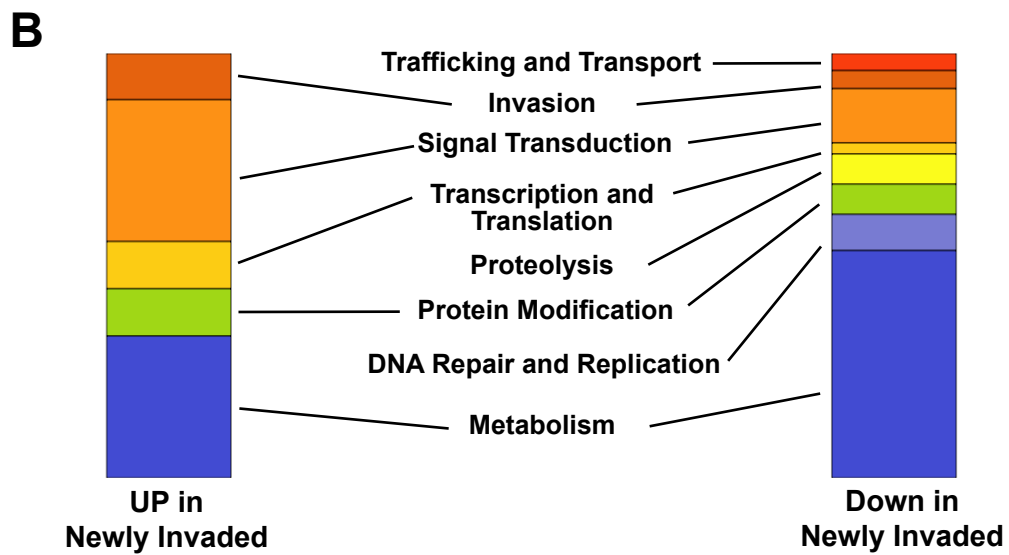 B
Trafficking and Transport
Invasion
Signal Transduction
Transcription and
Translation
Proteolysis
Protein Modification
DNA Repair and Replication
Metabolism
UP in
Newly Invaded
Down in
Newly Invaded